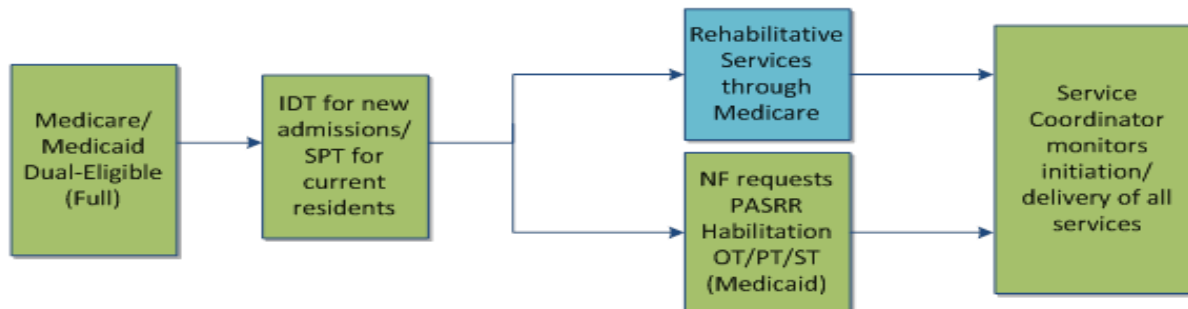 Medicare/
Medicaid
Dual-Eligible
(Full)
IDT for new
admissions/
SPT for
current
residents
Rehabilitative
Services
through
Medicare
NF requests
PASRR
Habilitation
OT/PT/ST
(Medicaid)
Service
Coordinator
monitors
initiation/
delivery of all
services